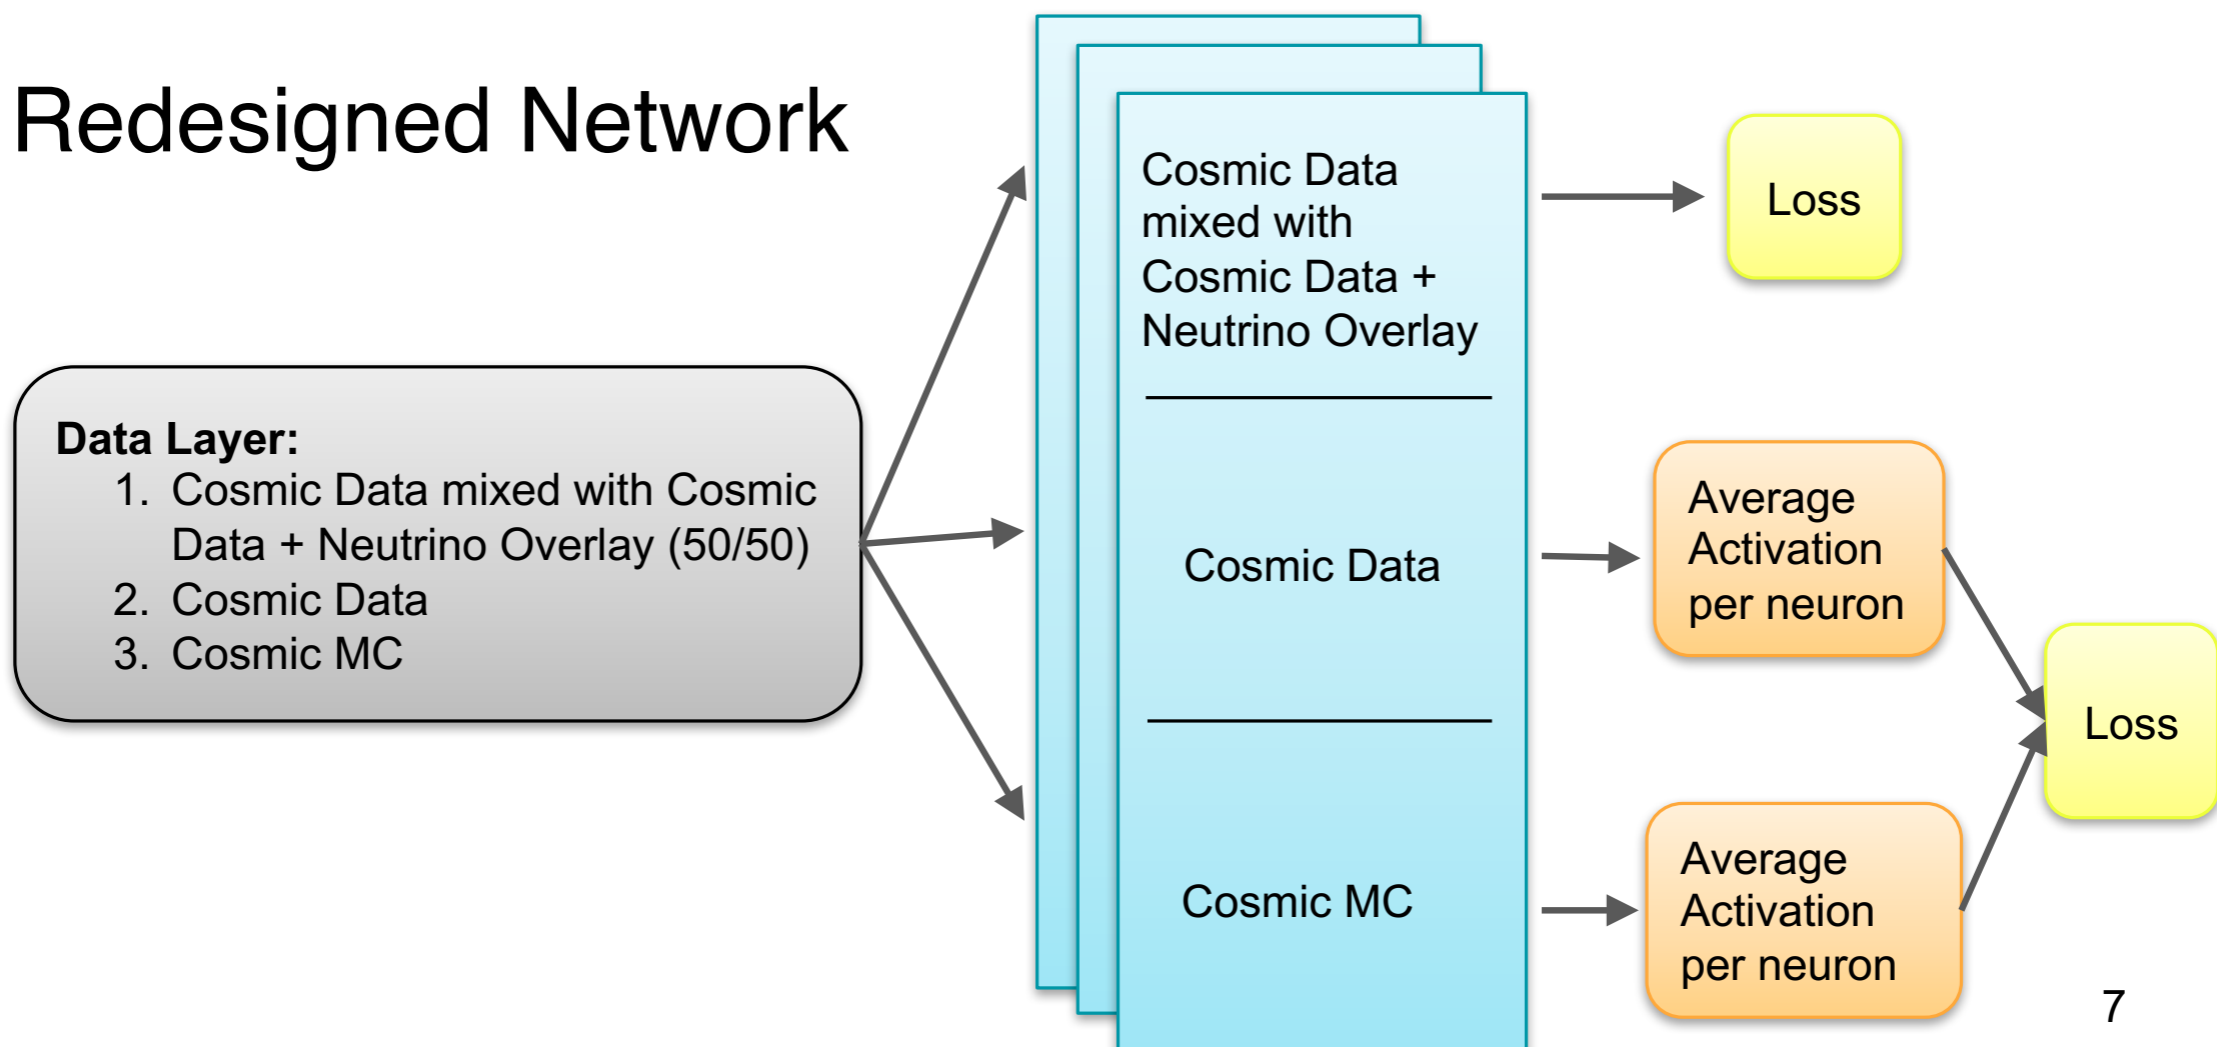 Redesigned Network
Data Layer:
1. Cosmic Data mixed with Cosmic
Data + Neutrino Overlay (50/50)
2. Cosmic Data
3. Cosmic MC
Cosmic Data
mixed with
Cosmic Data +
Neutrino Overlay
Cosmic Data
Cosmic MC
Loss
Average
Activation
per neuron
Average
Activation
per neuron
Loss
7